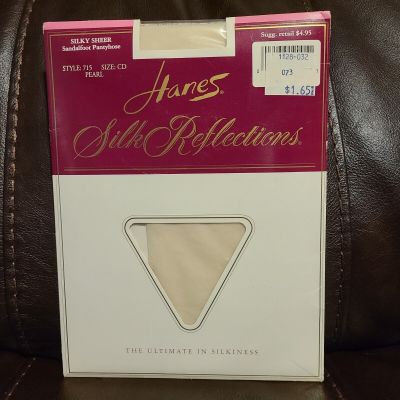 SILKY SHEER
Sandalfoot Pantyhose
STYLE: 715 SIZE: CD
PEARL
Sugg. retail $4.95
1128-032
073
$1.65
Hanes®
Silk Reflections®
THE ULTIMATE IN SILKINESS